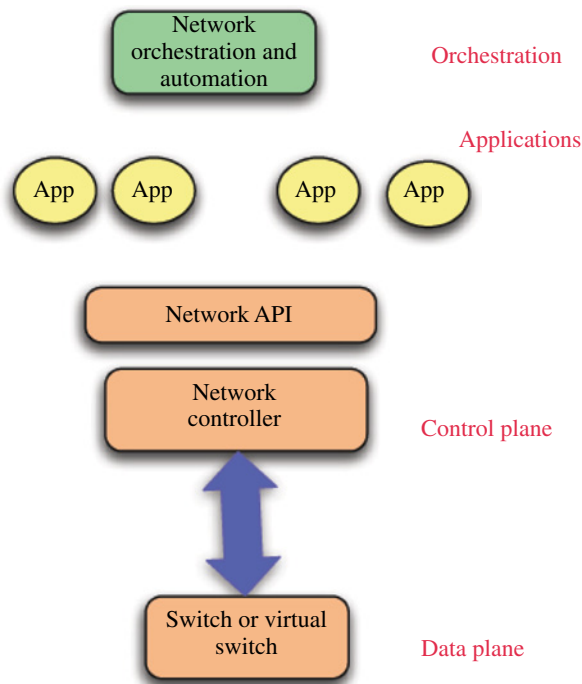 Network
orchestration and
automation
Orchestration
Applications
App
App
App
App
Network API
Network
controller
Control plane
Switch or virtual
switch
Data plane